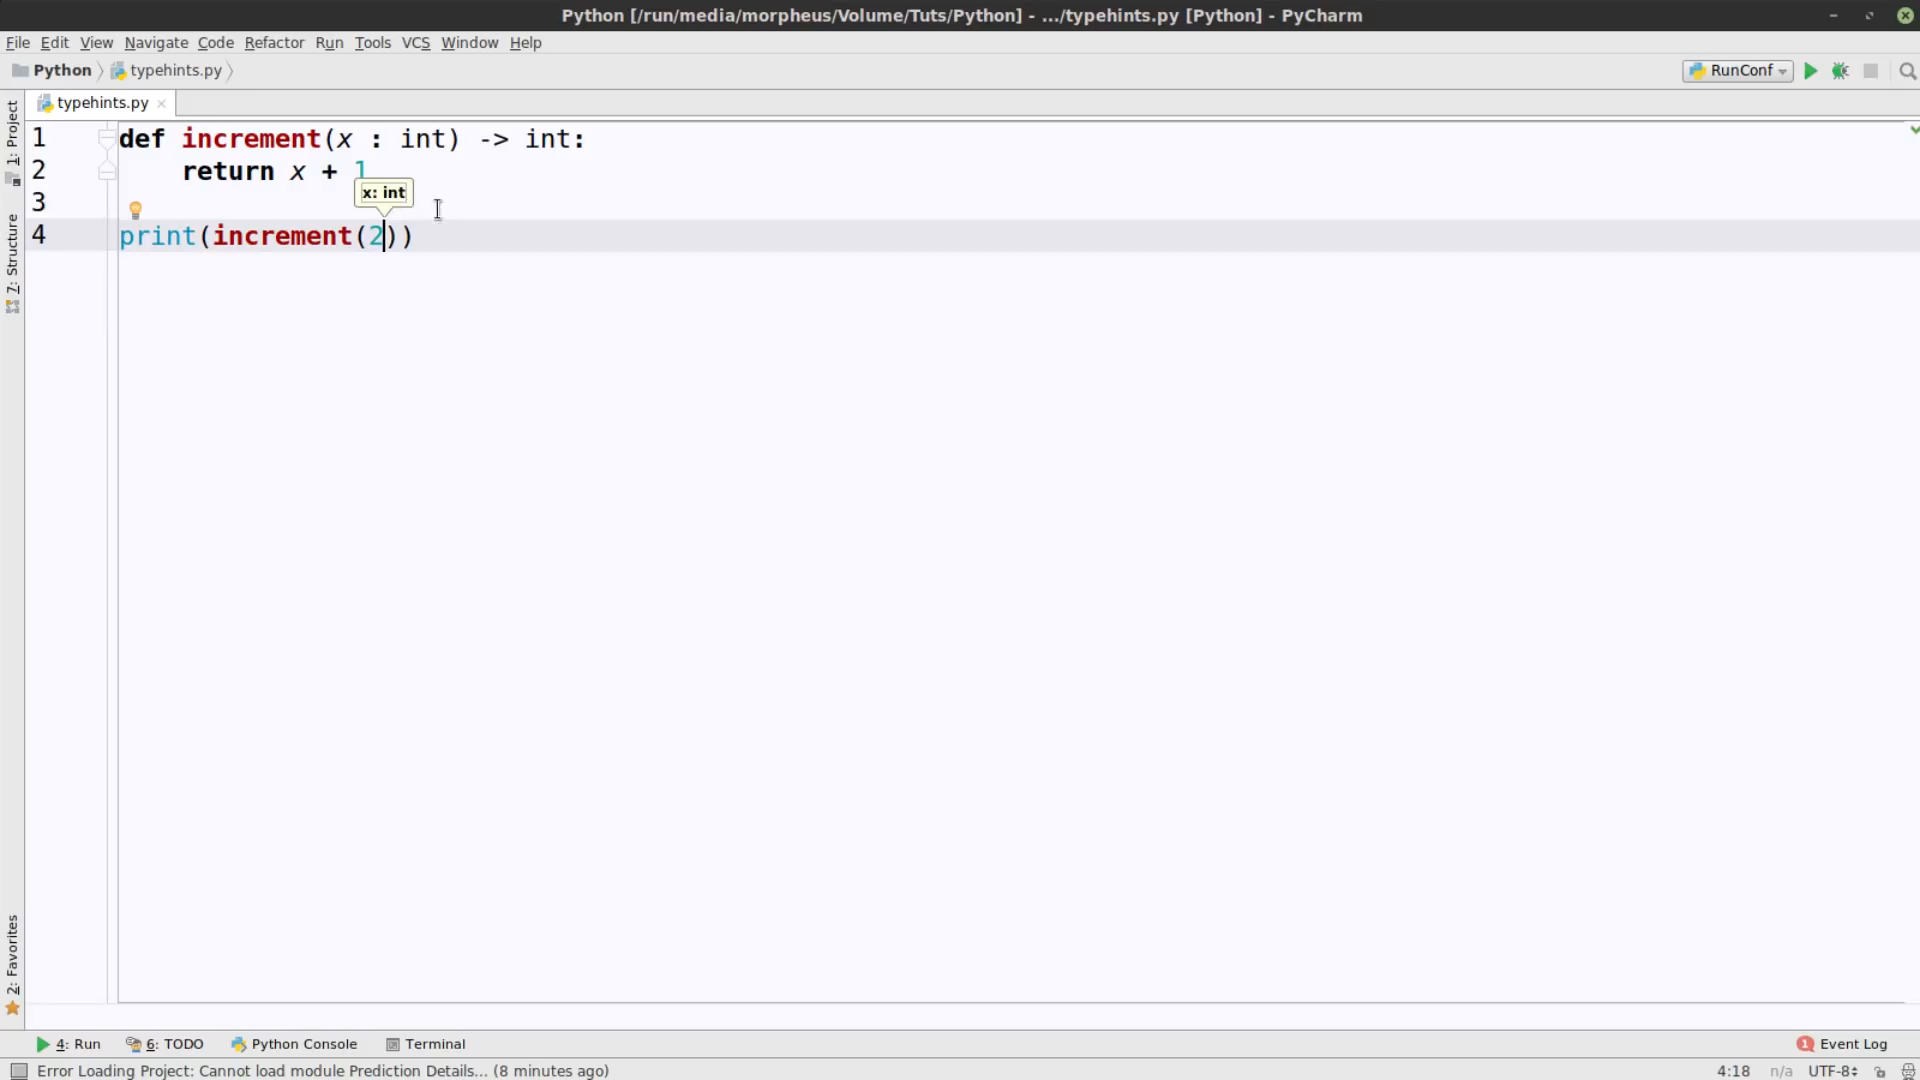 Python [/run/media/morpheus/Volume/Tuts/Python] - .../typehints.py [Python] - PyCharm
File Edit View Navigate Code Refactor Run Tools VCS Window Help
Python typehints.py RunConf
typehints.py
1: Project
7: Structure
2: Favorites
1 def increment(x : int) -> int:
2 return x + 1
x: int
3
4 print(increment(2))
4: Run 6: TODO Python Console Terminal 1 Event Log
Error Loading Project: Cannot load module Prediction Details... (8 minutes ago) 4:18 n/a UTF-8